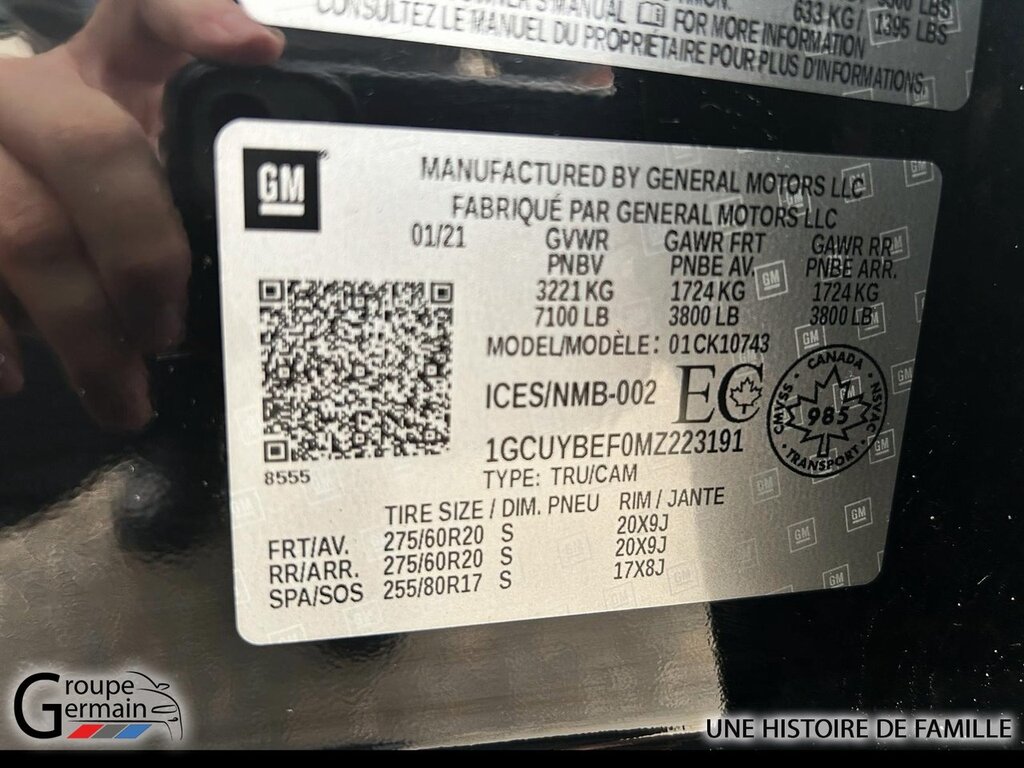 OWNER'S MANUAL FOR MORE INFORMATION
633 KG / 1395 LBS
CONSULTEZ LE MANUEL DU PROPRIÉTAIRE POUR PLUS D'INFORMATIONS.
GM
MANUFACTURED BY GENERAL MOTORS LLC
FABRIQUÉ PAR GENERAL MOTORS LLC
01/21 GVWR GAWR FRT GAWR RR
PNBV PNBE AV. PNBE ARR.
3221 KG 1724 KG 1724 KG
7100 LB 3800 LB 3800 LB
MODEL/MODÈLE: 01CK10743
ICES/NMB-002 EC
CANADA
CMVSS · NSVAC
985
TRANSPORT
1GCUYBEF0MZ223191
8555
TYPE: TRU/CAM
TIRE SIZE / DIM. PNEU RIM / JANTE
FRT/AV. 275/60R20 S 20X9J
RR/ARR. 275/60R20 S 20X9J
SPA/SOS 255/80R17 S 17X8J
Groupe
Germain
UNE HISTOIRE DE FAMILLE